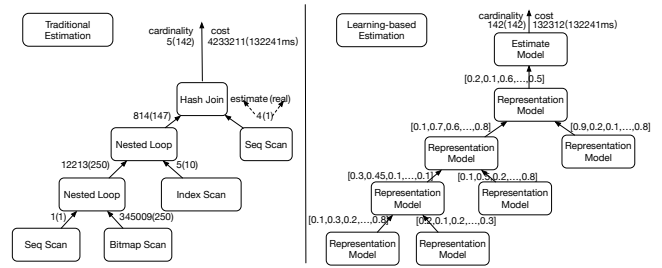 Traditional
Estimation
cardinality cost
5(142) 4233211(132241ms)
Hash Join
estimate (real)
814(147)
4(1)
Nested Loop
Seq Scan
12213(250)
5(10)
Nested Loop
Index Scan
1(1)
345009(250)
Seq Scan
Bitmap Scan
Learning-based
Estimation
cardinality cost
142(142) 132312(132241ms)
Estimate
Model
[0.2,0.1,0.6,...,0.5]
Representation
Model
[0.1,0.7,0.6,...,0.8]
[0.9,0.2,0.1,...,0.8]
Representation
Model
Representation
Model
[0.3,0.45,0.1,...,0.1]
[0.1,0.5,0.2,...,0.8]
Representation
Model
Representation
Model
[0.1,0.3,0.2,...,0.8]
[0.2,0.1,0.2,...,0.3]
Representation
Model
Representation
Model